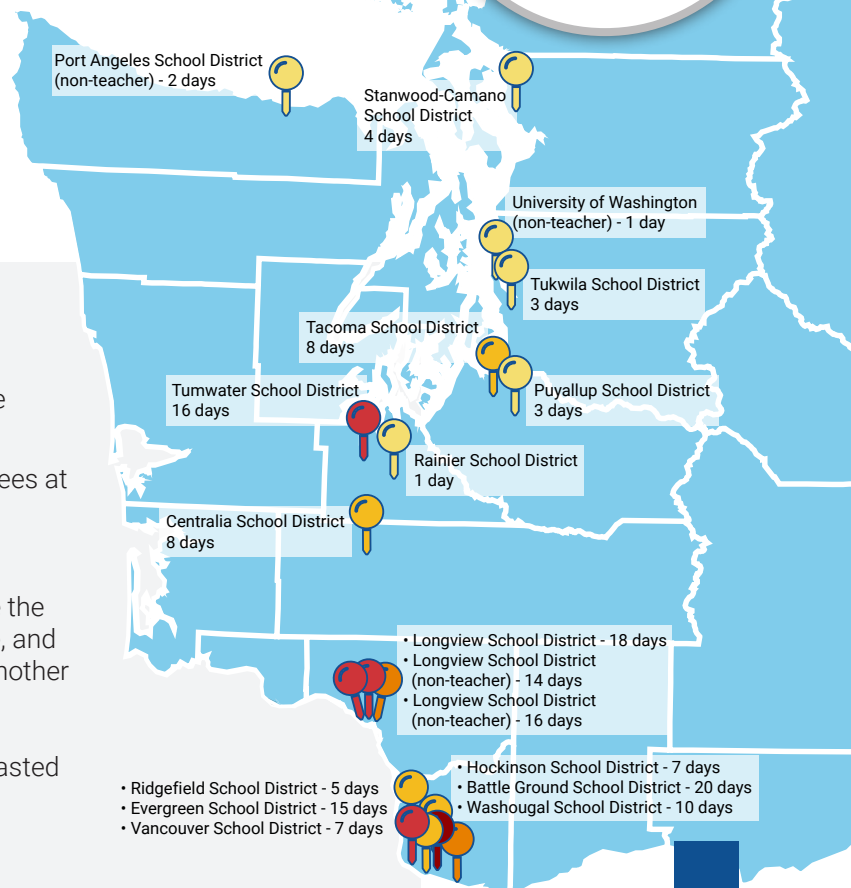 Port Angeles School District
(non-teacher) - 2 days
Stanwood-Camano
School District
4 days
University of Washington
(non-teacher) - 1 day
Tukwila School District
3 days
Tacoma School District
8 days
Tumwater School District
16 days
Puyallup School District
3 days
Rainier School District
1 day
Centralia School District
8 days
e
ees at
the
, and
nother
asted
• Longview School District - 18 days
• Longview School District
(non-teacher) - 14 days
• Longview School District
(non-teacher) - 16 days
• Ridgefield School District - 5 days
• Evergreen School District - 15 days
• Vancouver School District - 7 days
• Hockinson School District - 7 days
• Battle Ground School District - 20 days
• Washougal School District - 10 days